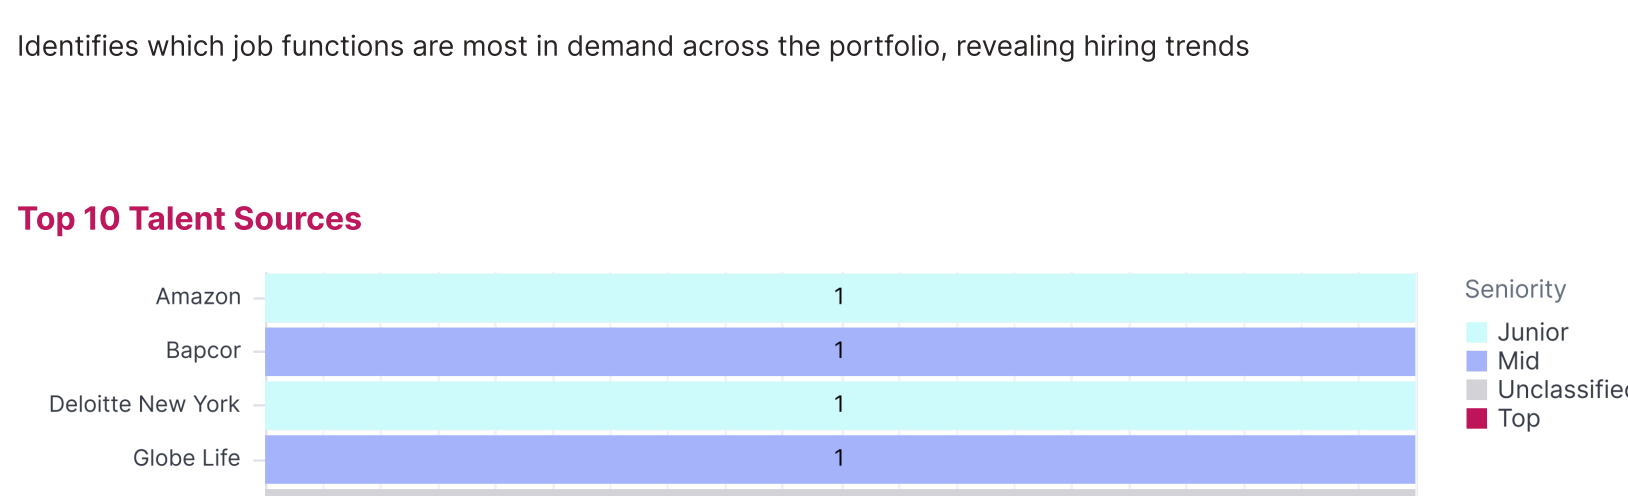 Identifies which job functions are most in demand across the portfolio, revealing hiring trends
Top 10 Talent Sources
Amazon 1
Bapcor 1
Deloitte New York 1
Globe Life 1
Seniority
Junior
Mid
Unclassified
Top